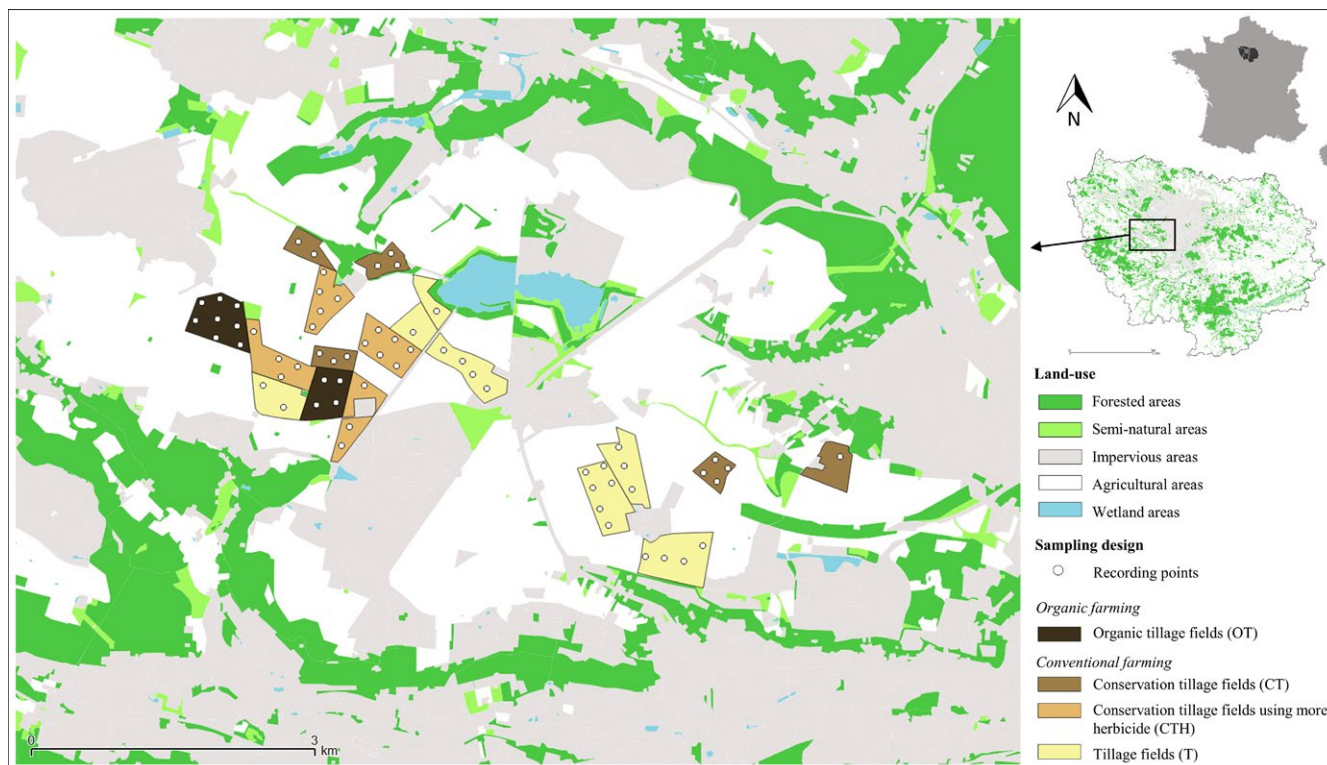 N
Land-use
Forested areas
Semi-natural areas
Impervious areas
Agricultural areas
Wetland areas
Sampling design
Recording points
Organic farming
Organic tillage fields (OT)
Conventional farming
Conservation tillage fields (CT)
Conservation tillage fields using more
herbicide (CTH)
Tillage fields (T)
0 3
km